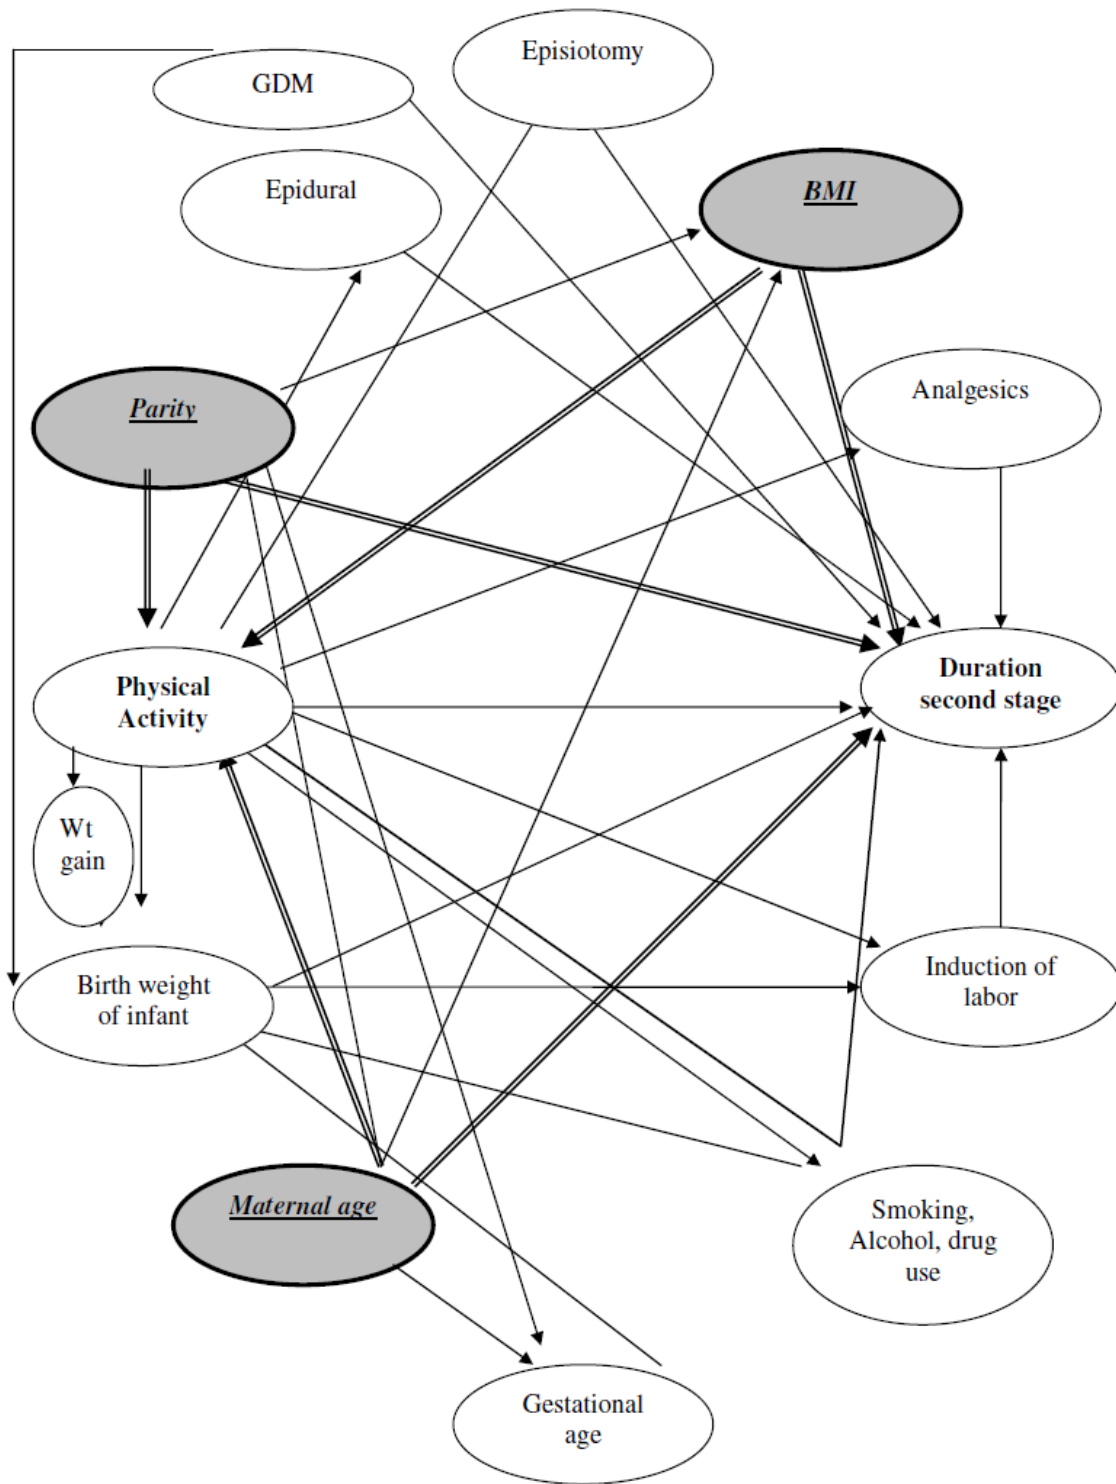 Episiotomy
GDM
Epidural
BMI
Analgesics
Parity
Physical
Activity
Duration
second stage
Wt
gain
Birth weight
of infant
Induction of
labor
Maternal age
Smoking,
Alcohol, drug
use
Gestational
age